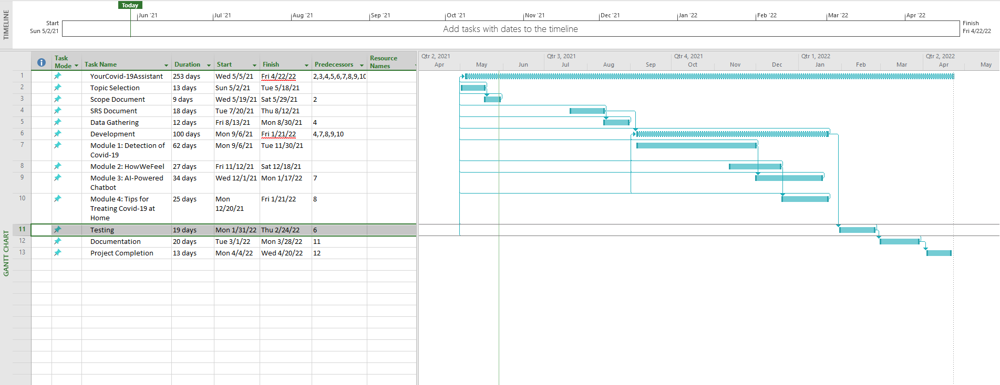 TIMELINE
Today
Jun '21 Jul '21 Aug '21 Sep '21 Oct '21 Nov '21 Dec '21 Jan '22 Feb '22 Mar '22 Apr '22
Start
Sun 5/2/21
Add tasks with dates to the timeline
Finish
Fri 4/22/22
GANTT CHART
Task Mode Task Name Duration Start Finish Predecessors Resource Names
1 YourCovid-19Assistant 253 days Wed 5/5/21 Fri 4/22/22 2,3,4,5,6,7,8,9,10
2 Topic Selection 13 days Sun 5/2/21 Tue 5/18/21
3 Scope Document 9 days Wed 5/19/21 Sat 5/29/21 2
4 SRS Document 18 days Tue 7/20/21 Thu 8/12/21
5 Data Gathering 12 days Fri 8/13/21 Mon 8/30/21 4
6 Development 100 days Mon 9/6/21 Fri 1/21/22 4,7,8,9,10
7 Module 1: Detection of 62 days Mon 9/6/21 Tue 11/30/21
Covid-19
8 Module 2: HowWeFeel 27 days Fri 11/12/21 Sat 12/18/21
9 Module 3: AI-Powered 34 days Wed 12/1/21 Mon 1/17/22 7
Chatbot
10 Module 4: Tips for 25 days Mon Fri 1/21/22 8
Treating Covid-19 at 12/20/21
Home
11 Testing 19 days Mon 1/31/22 Thu 2/24/22 6
12 Documentation 20 days Tue 3/1/22 Mon 3/28/22 11
13 Project Completion 13 days Mon 4/4/22 Wed 4/20/22 12
Qtr 2, 2021 Qtr 3, 2021 Qtr 4, 2021 Qtr 1, 2022 Qtr 2, 2022
Apr May Jun Jul Aug Sep Oct Nov Dec Jan Feb Mar Apr May